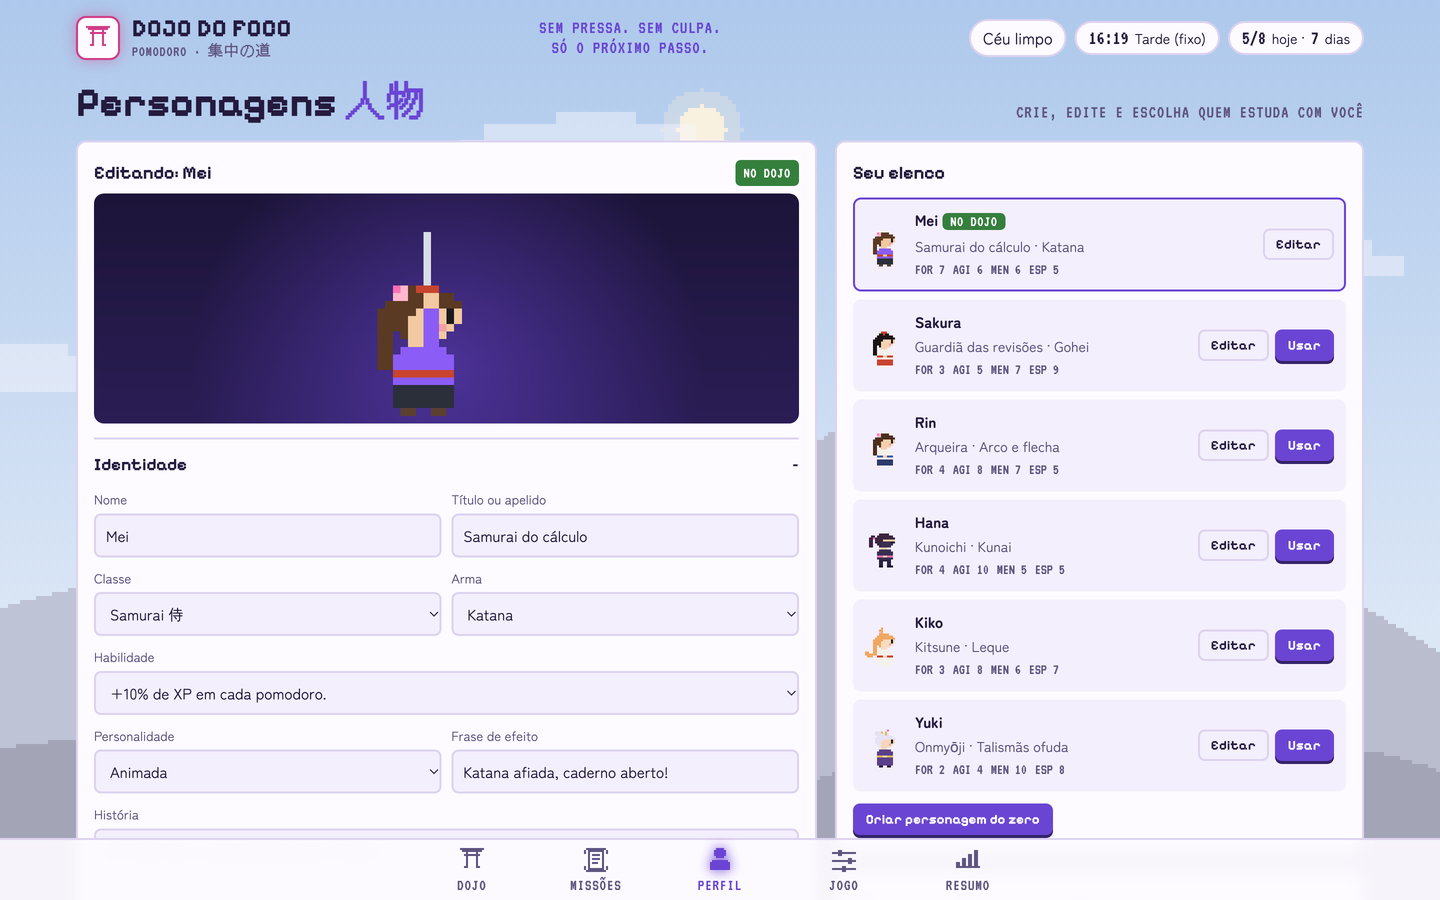 DOJO DO FOCO
POMODORO · 集中の道
SEM PRESSA. SEM CULPA.
SÓ O PRÓXIMO PASSO.
Céu limpo
16:19 Tarde (fixo)
5/8 hoje · 7 dias
Personagens 人物
CRIE, EDITE E ESCOLHA QUEM ESTUDA COM VOCÊ
Editando: Mei
NO DOJO
Identidade
-
Nome
Título ou apelido
Mei
Samurai do cálculo
Classe
Arma
Samurai 侍
Katana
Habilidade
+10% de XP em cada pomodoro.
Personalidade
Frase de efeito
Animada
Katana afiada, caderno aberto!
História
Seu elenco
Mei NO DOJO
Samurai do cálculo · Katana
FOR 7 AGI 6 MEN 6 ESP 5
Editar
Sakura
Guardiã das revisões · Gohei
FOR 3 AGI 5 MEN 7 ESP 9
Editar
Usar
Rin
Arqueira · Arco e flecha
FOR 4 AGI 8 MEN 7 ESP 5
Editar
Usar
Hana
Kunoichi · Kunai
FOR 4 AGI 10 MEN 5 ESP 5
Editar
Usar
Kiko
Kitsune · Leque
FOR 3 AGI 8 MEN 6 ESP 7
Editar
Usar
Yuki
Onmyōji · Talismãs ofuda
FOR 2 AGI 4 MEN 10 ESP 8
Editar
Usar
Criar personagem do zero
DOJO
MISSÕES
PERFIL
JOGO
RESUMO